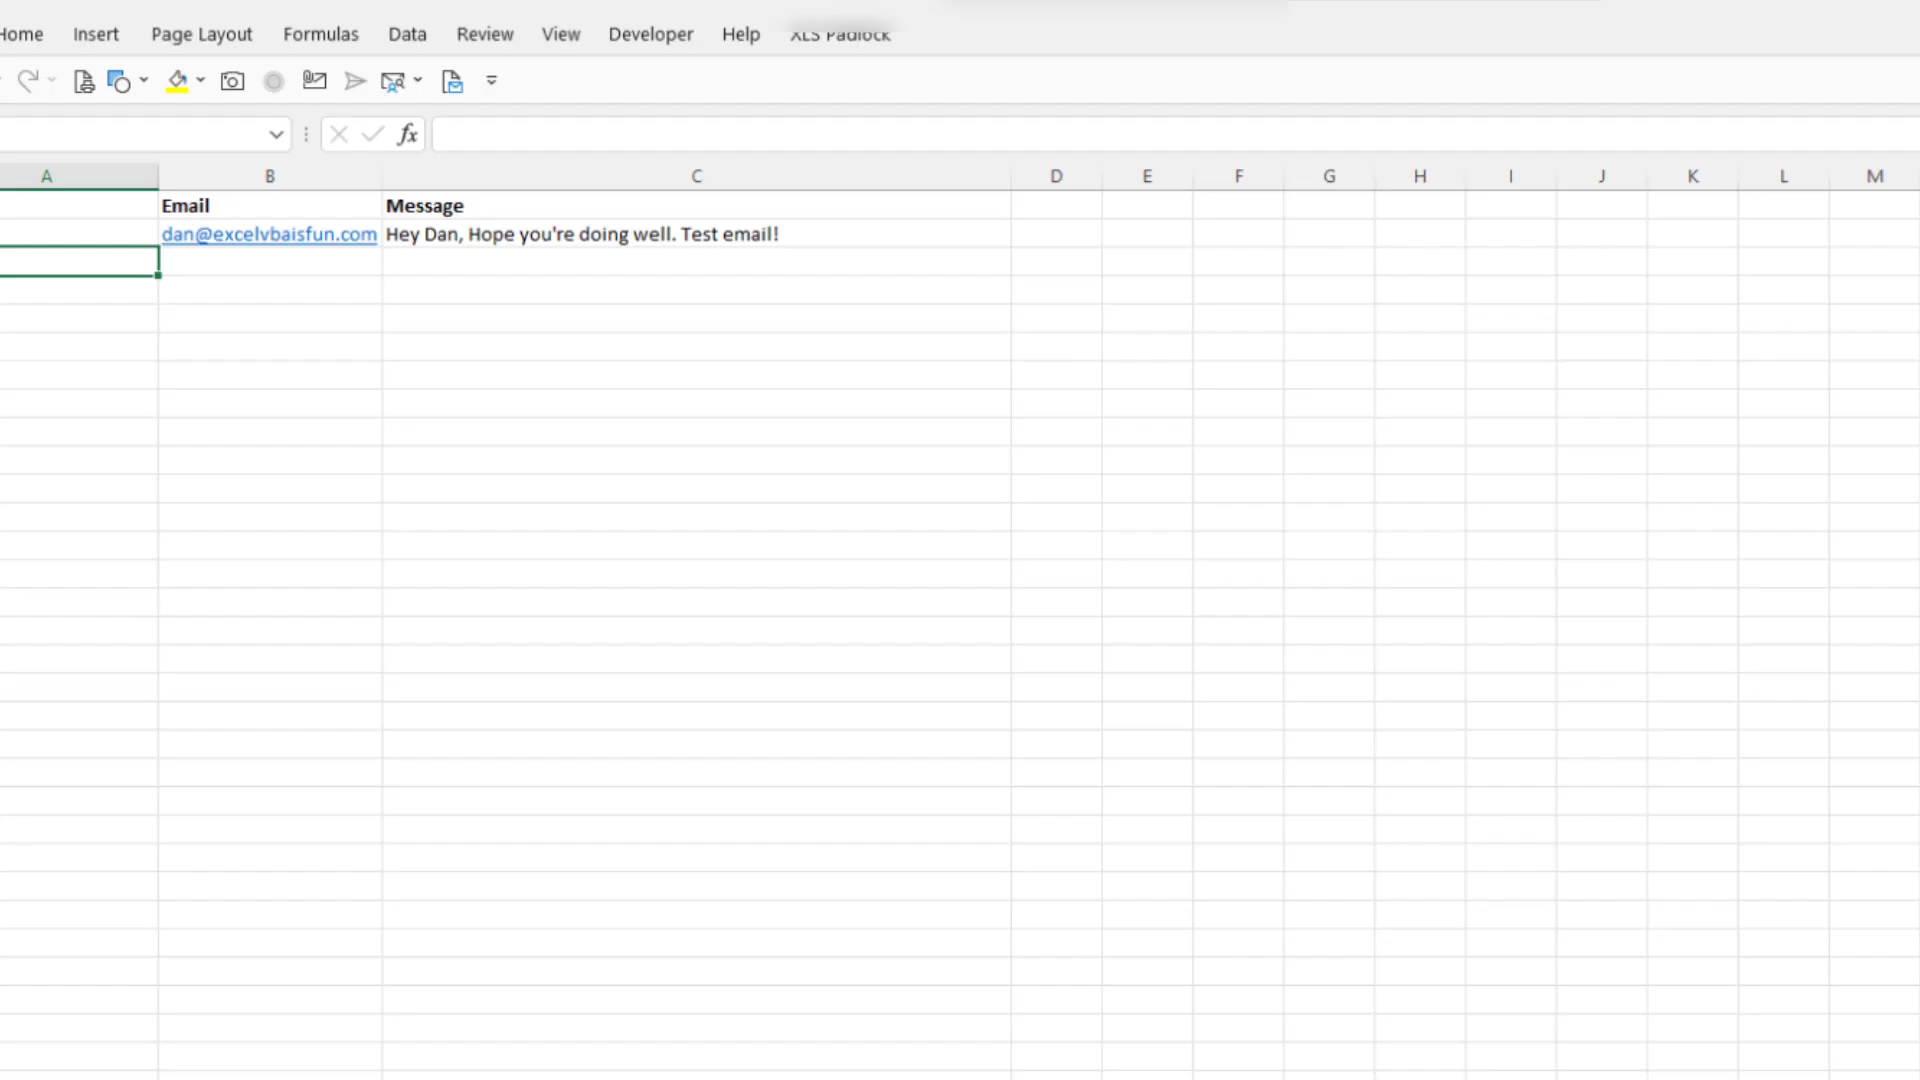 Home Insert Page Layout Formulas Data Review View Developer Help XLS Padlock
fx
A B C D E F G H I J K L M
Email Message
dan@excelvbaisfun.com Hey Dan, Hope you're doing well. Test email!